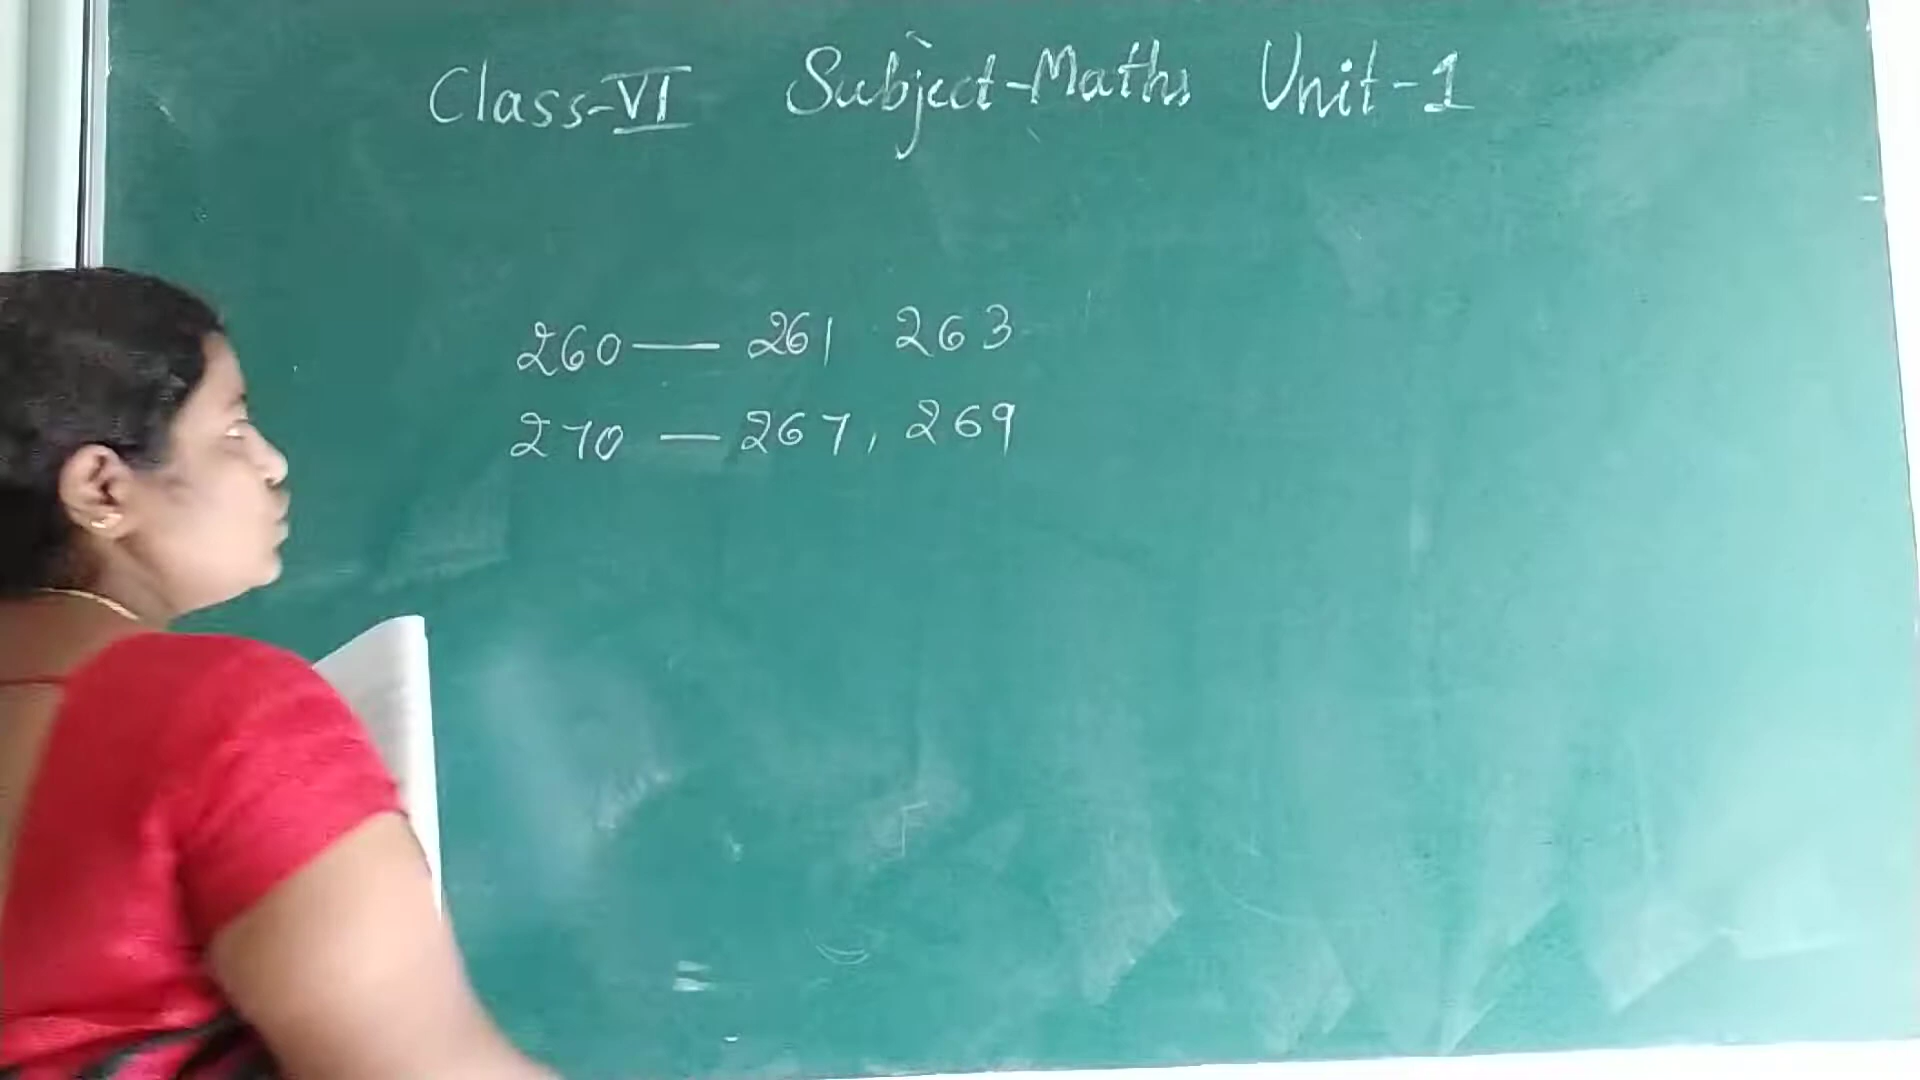 Class-VI Subject-Maths Unit-1
260 — 261 263
270 — 267, 269